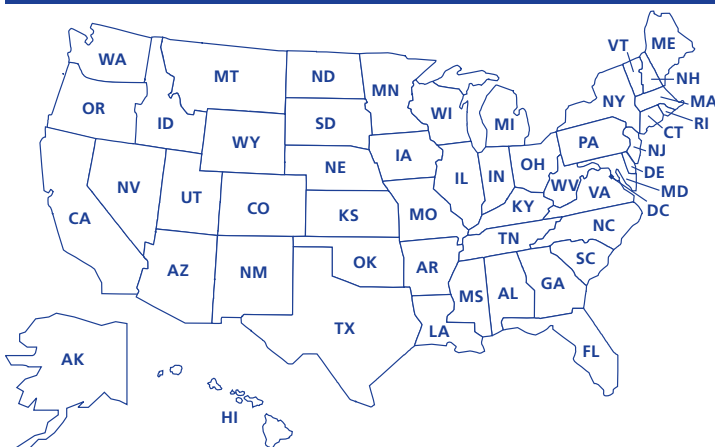 WA
MT
ND
MN
VT
ME
NH
OR
ID
SD
WI
MI
NY
MA
RI
CT
WY
IA
PA
NJ
NE
IL
IN
OH
DE
NV
UT
CO
WV
VA
MD
CA
KS
MO
KY
DC
NC
TN
AZ
NM
OK
AR
SC
MS
AL
GA
TX
LA
FL
AK
HI